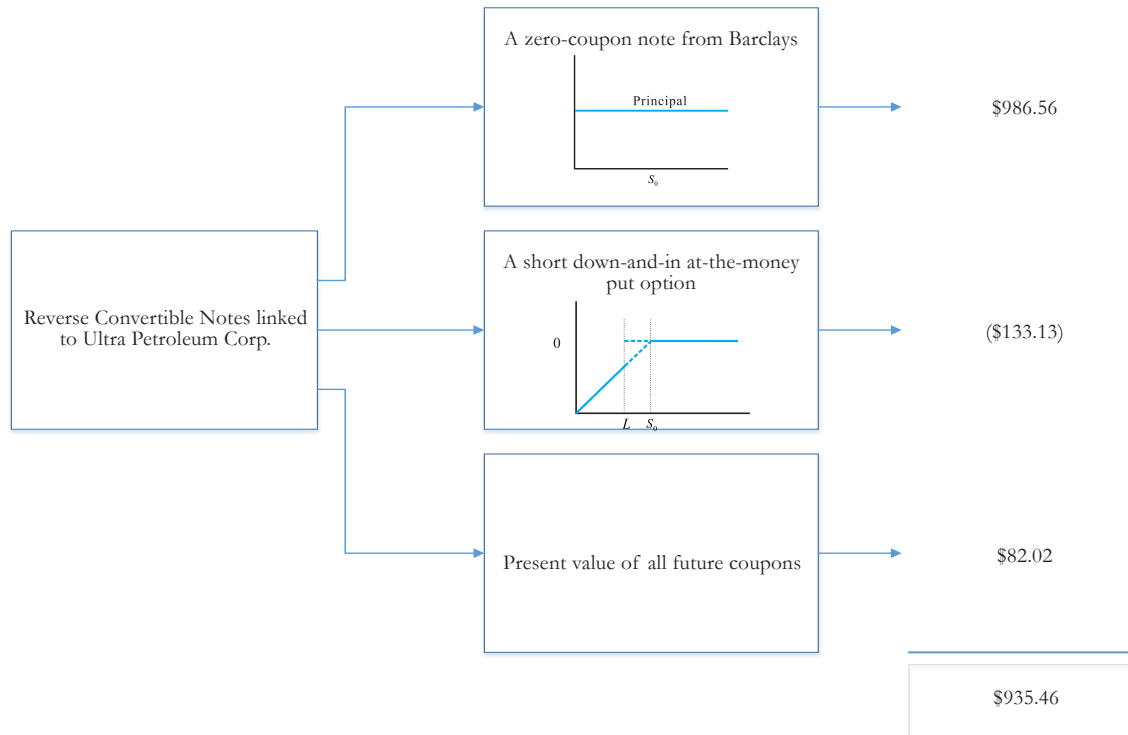 A zero-coupon note from Barclays
Principal
S₀
$986.56
Reverse Convertible Notes linked
to Ultra Petroleum Corp.
A short down-and-in at-the-money
put option
0
L S₀
($133.13)
Present value of all future coupons
$82.02
$935.46